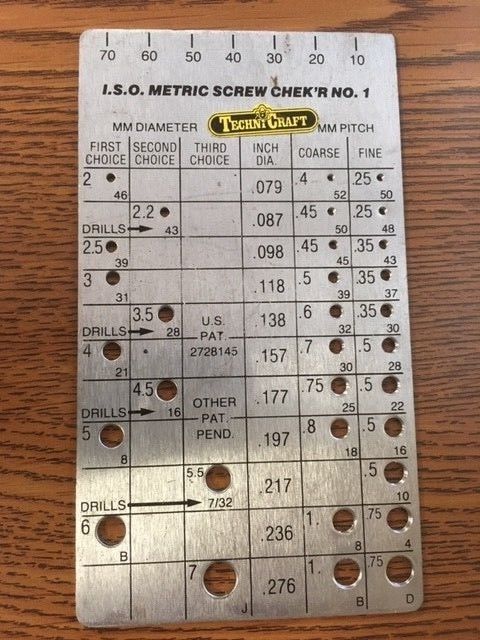 70 60 50 40 30 20 10
I.S.O. METRIC SCREW CHEK'R NO. 1
MM DIAMETER TECHNICRAFT MM PITCH
FIRST CHOICE SECOND CHOICE THIRD CHOICE INCH DIA. COARSE FINE
2 46 .079 .4 52 .25 50
DRILLS 2.2 43 .087 .45 50 .25 48
2.5 39 .098 .45 45 .35 43
3 31 .118 .5 39 .35 37
DRILLS 3.5 28 U.S. .138 .6 32 .35 30
PAT.
4 21 2728145 .157 .7 30 .5 28
DRILLS 4.5 16 OTHER .177 .75 25 .5 22
PAT.
5 8 PEND. .197 .8 18 .5 16
DRILLS 5.5 7/32 .217 .5 10
6 B .236 1. 8 .75 4
7 J .276 1. B .75 D